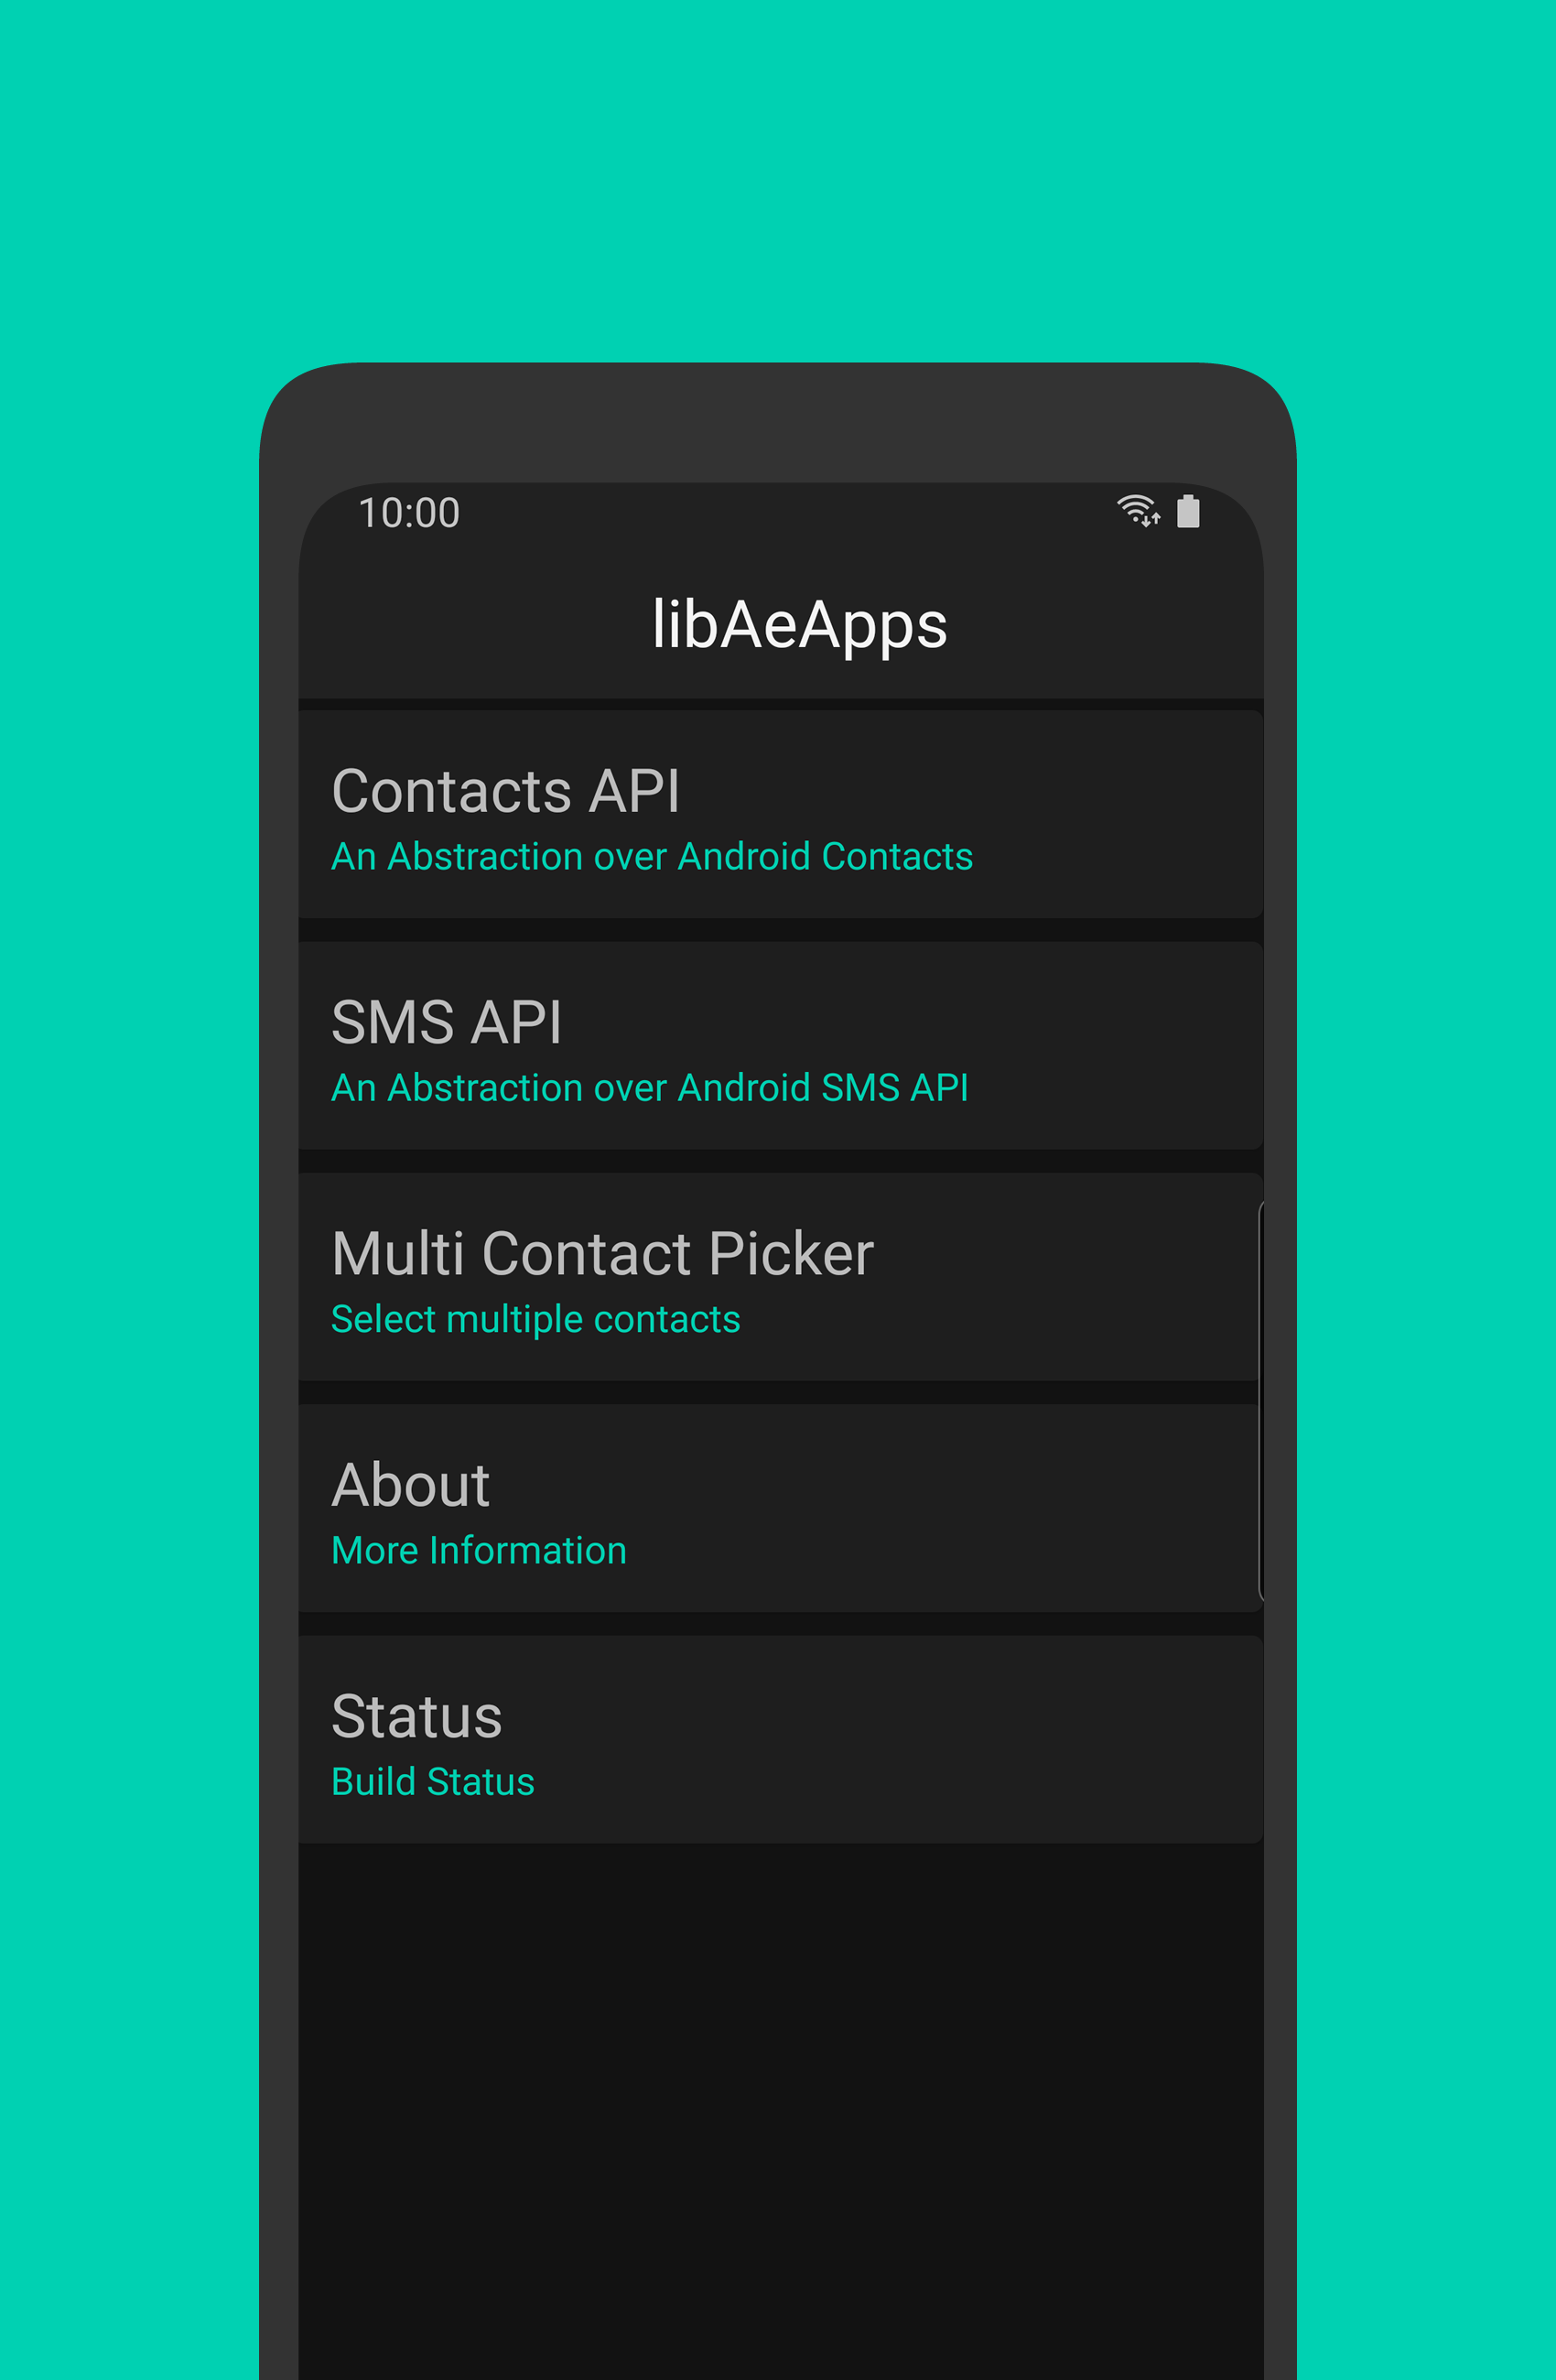 10:00
libAeApps
Contacts API
An Abstraction over Android Contacts
SMS API
An Abstraction over Android SMS API
Multi Contact Picker
Select multiple contacts
About
More Information
Status
Build Status